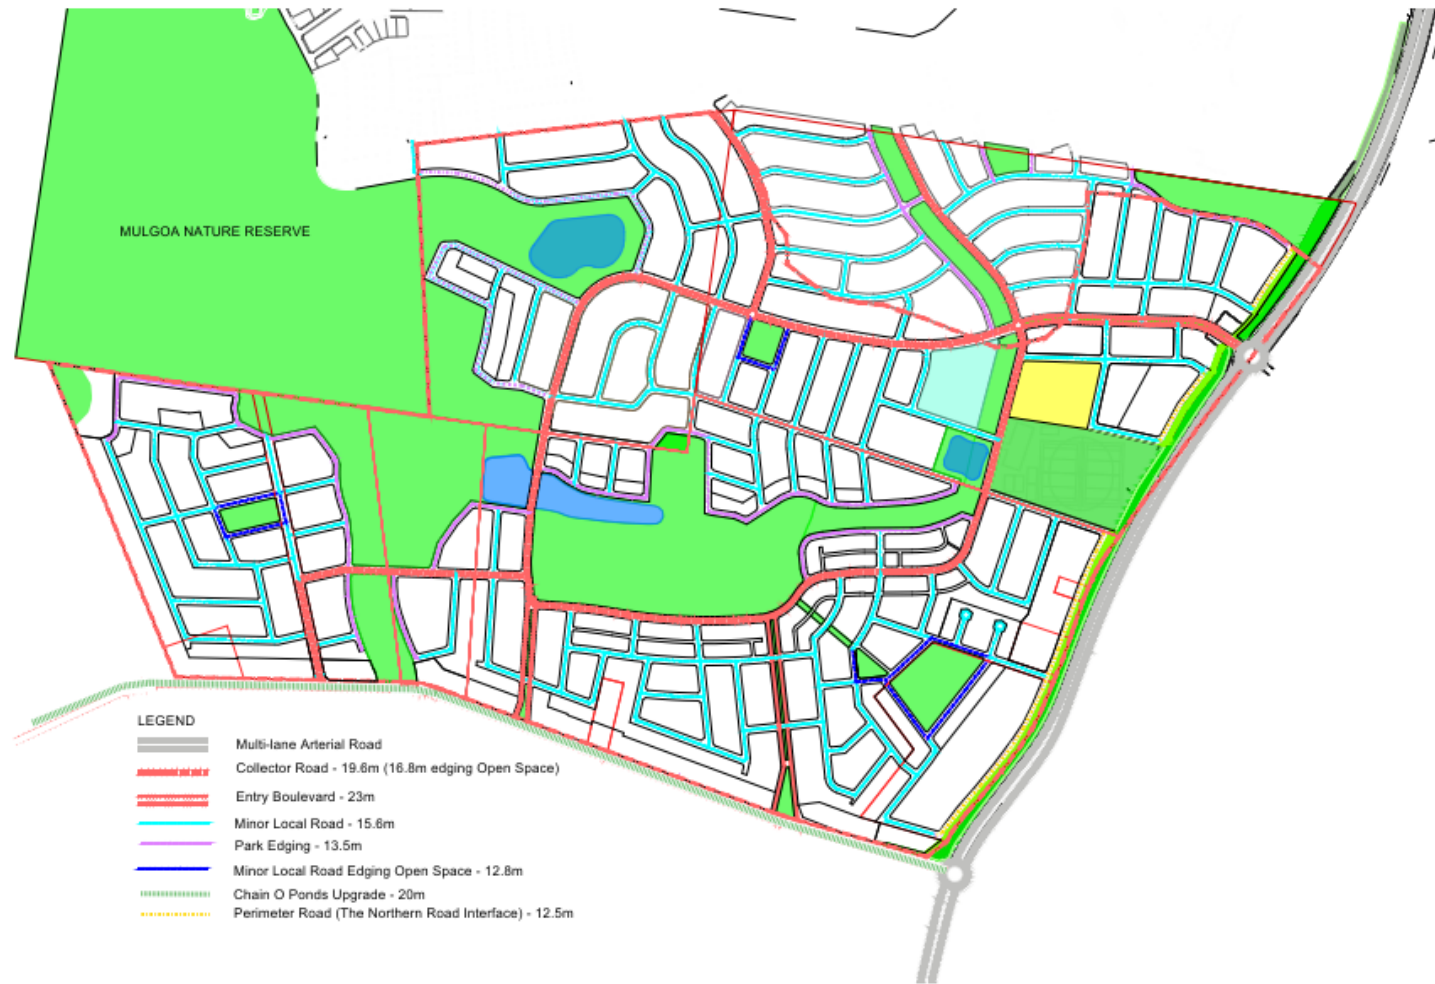 MULGOA NATURE RESERVE
LEGEND
Multi-lane Arterial Road
Collector Road - 19.6m (16.8m edging Open Space)
Entry Boulevard - 23m
Minor Local Road - 15.6m
Park Edging - 13.5m
Minor Local Road Edging Open Space - 12.8m
Chain O Ponds Upgrade - 20m
Perimeter Road (The Northern Road Interface) - 12.5m